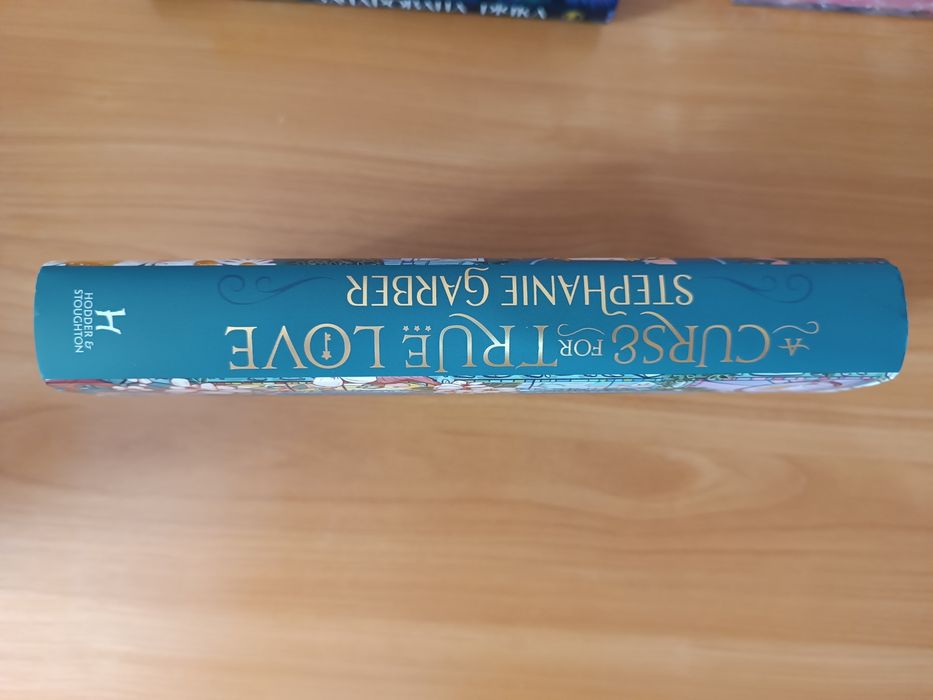 A CURSE FOR TRUE LOVE
STEPHANIE GARBER
H
HODDER &
STOUGHTON